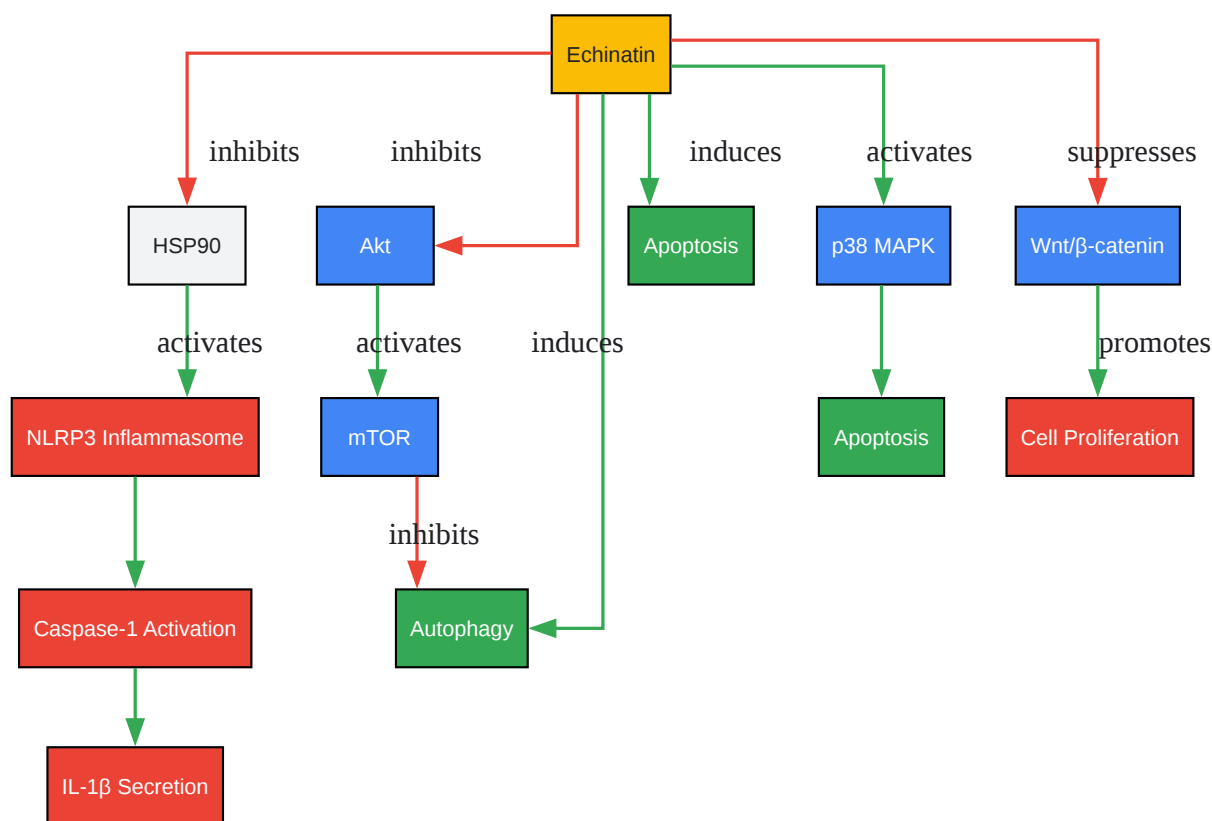 Echinatin
inhibits
inhibits
induces
activates
suppresses
HSP90
Akt
Apoptosis
p38 MAPK
Wnt/β-catenin
activates
activates
induces
promotes
NLRP3 Inflammasome
mTOR
Apoptosis
Cell Proliferation
inhibits
Caspase-1 Activation
Autophagy
IL-1β Secretion